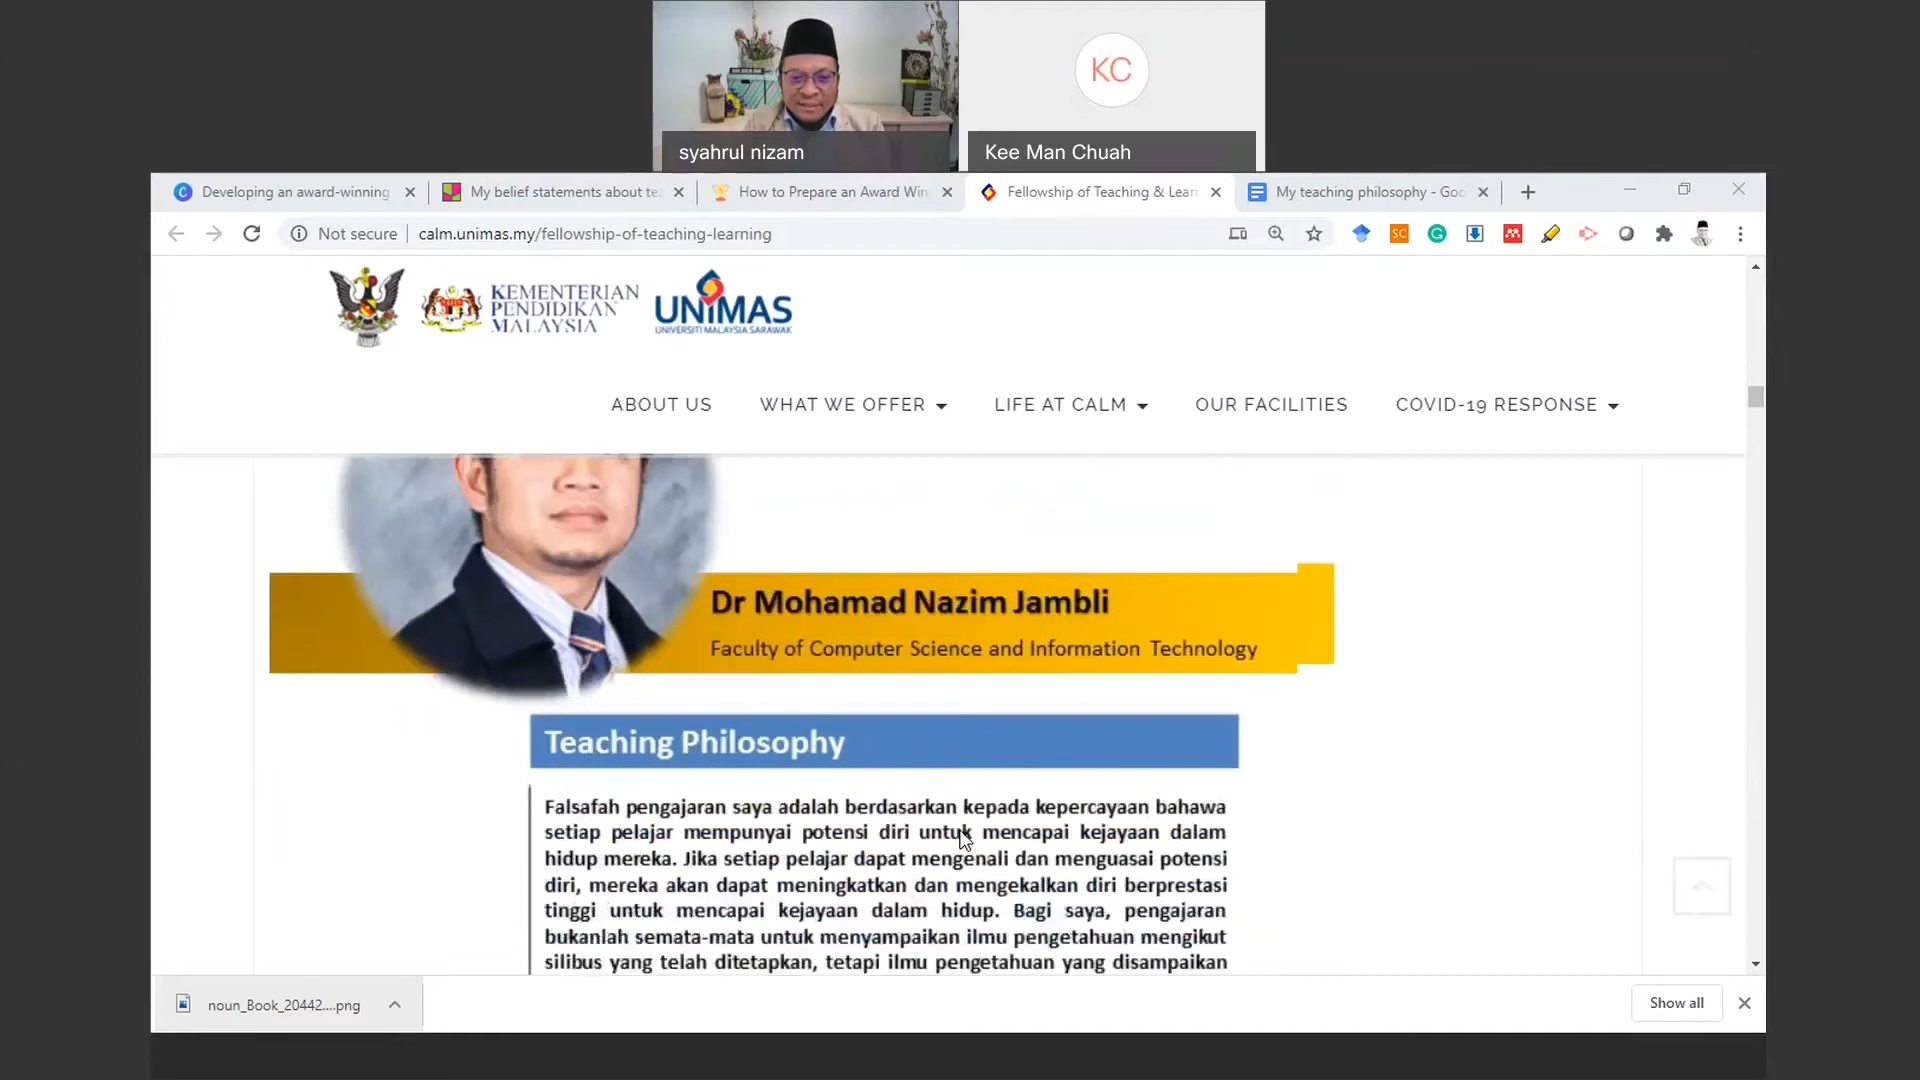 KC
syahrul nizam
Kee Man Chuah
Developing an award-winning
My belief statements about te
How to Prepare an Award Win
Fellowship of Teaching & Lear
My teaching philosophy - Goo
Not secure
calm.unimas.my/fellowship-of-teaching-learning
SC
KEMENTERIAN
PENDIDIKAN
MALAYSIA
UNIMAS
UNIVERSITI MALAYSIA SARAWAK
ABOUT US
WHAT WE OFFER
LIFE AT CALM
OUR FACILITIES
COVID-19 RESPONSE
Dr Mohamad Nazim Jambli
Faculty of Computer Science and Information Technology
Teaching Philosophy
Falsafah pengajaran saya adalah berdasarkan kepada kepercayaan bahawa
setiap pelajar mempunyai potensi diri untuk mencapai kejayaan dalam
hidup mereka. Jika setiap pelajar dapat mengenali dan menguasai potensi
diri, mereka akan dapat meningkatkan dan mengekalkan diri berprestasi
tinggi untuk mencapai kejayaan dalam hidup. Bagi saya, pengajaran
bukanlah semata-mata untuk menyampaikan ilmu pengetahuan mengikut
silibus yang telah ditetapkan, tetapi ilmu pengetahuan yang disampaikan
noun_Book_20442....png
Show all